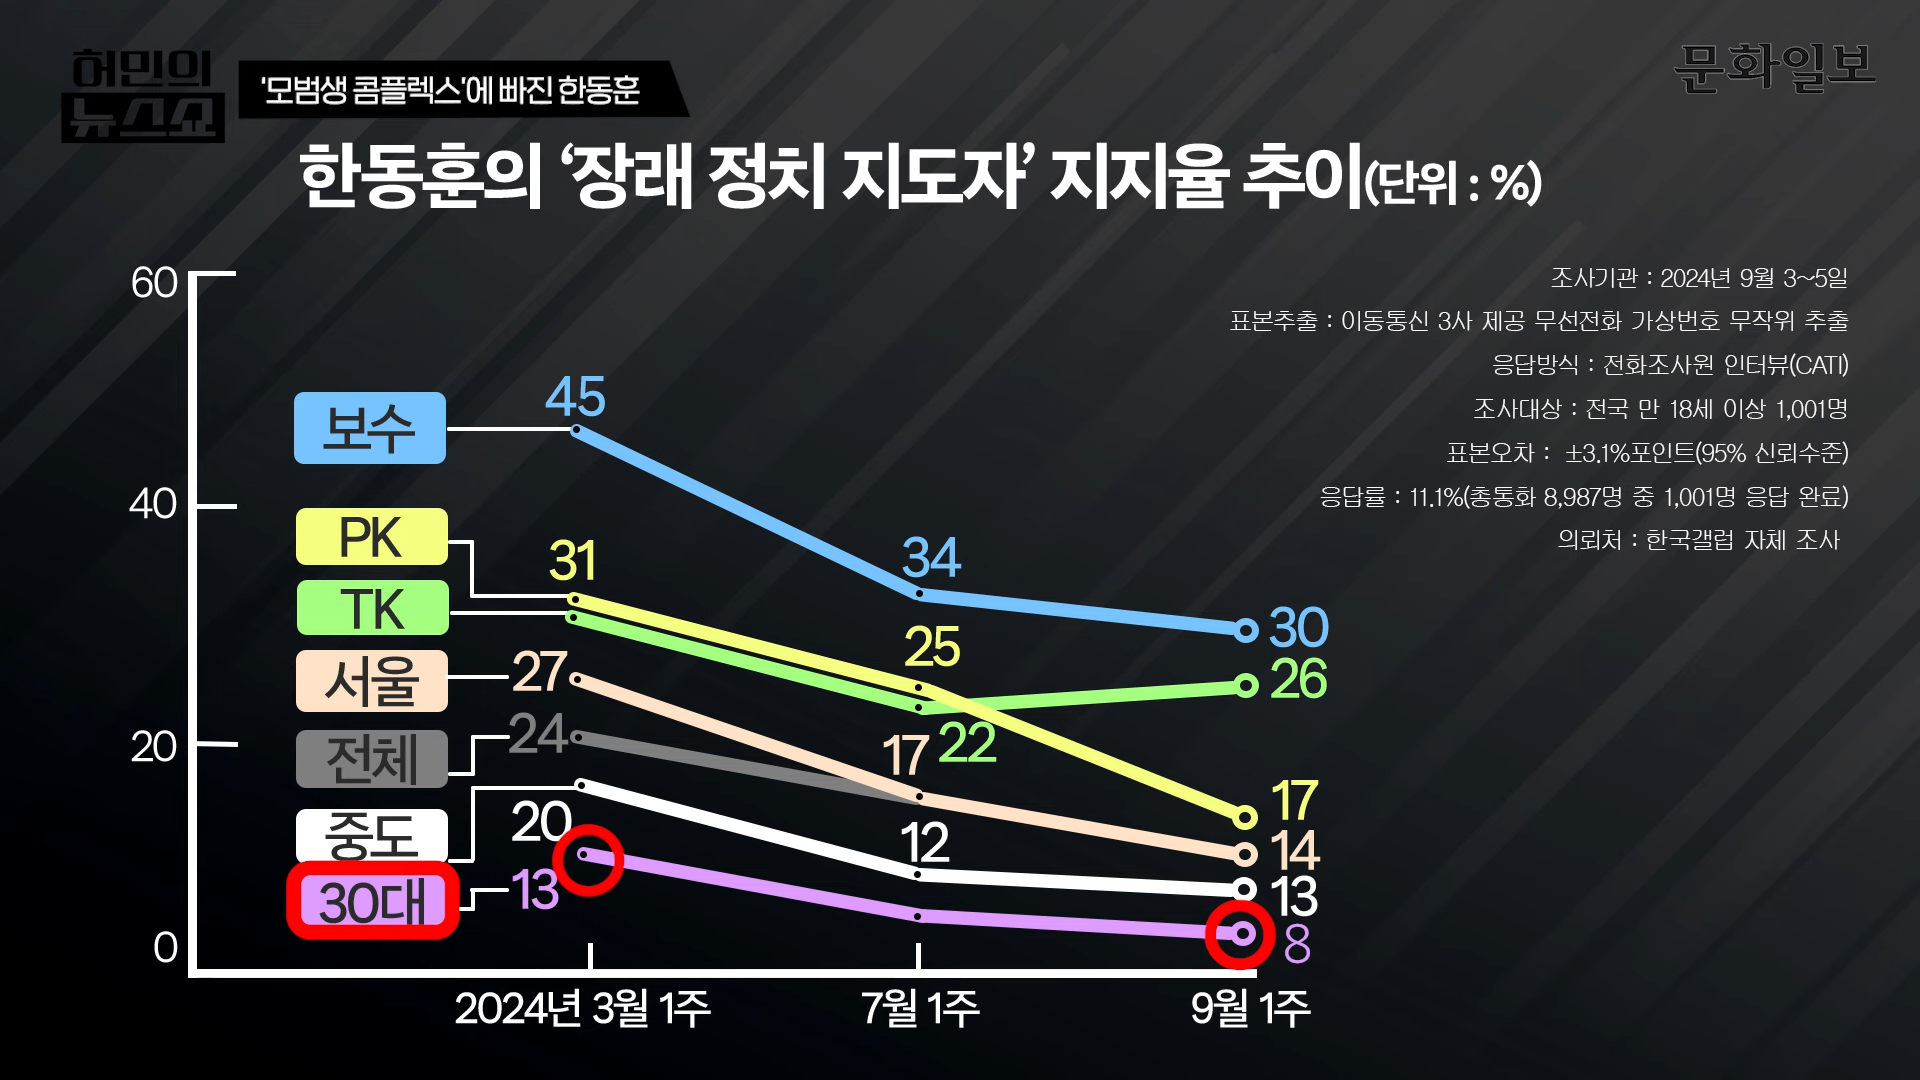 허민의
뉴스쇼
'모범생 콤플렉스'에 빠진 한동훈
문화일보
한동훈의 ‘장래 정치 지도자’ 지지율 추이(단위 : %)
조사기관 : 2024년 9월 3~5일
표본추출 : 이동통신 3사 제공 무선전화 가상번호 무작위 추출
응답방식 : 전화조사원 인터뷰(CATI)
조사대상 : 전국 만 18세 이상 1,001명
표본오차 : ±3.1%포인트(95% 신뢰수준)
응답률 : 11.1%(총통화 8,987명 중 1,001명 응답 완료)
의뢰처 : 한국갤럽 자체 조사
60
40
20
0
보수
45
34
30
PK
31
25
17
TK
22
26
서울
27
17
14
전체
24
중도
20
12
13
30대
13
8
2024년 3월 1주
7월 1주
9월 1주